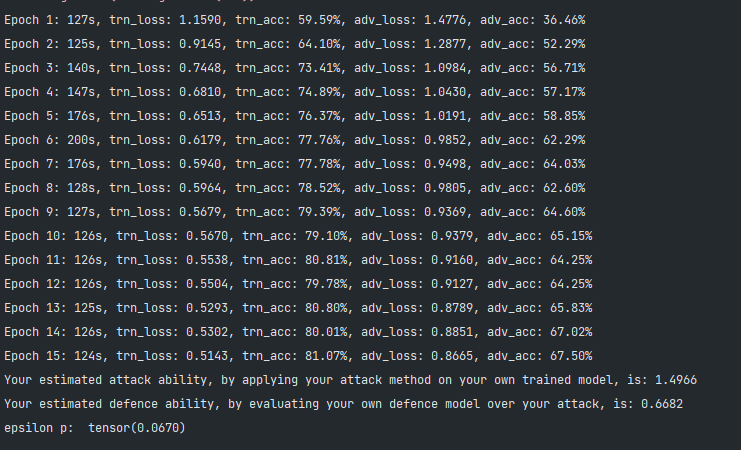 Epoch 1: 127s, trn_loss: 1.1590, trn_acc: 59.59%, adv_loss: 1.4776, adv_acc: 36.46%
Epoch 2: 125s, trn_loss: 0.9145, trn_acc: 64.10%, adv_loss: 1.2877, adv_acc: 52.29%
Epoch 3: 140s, trn_loss: 0.7448, trn_acc: 73.41%, adv_loss: 1.0984, adv_acc: 56.71%
Epoch 4: 147s, trn_loss: 0.6810, trn_acc: 74.89%, adv_loss: 1.0430, adv_acc: 57.17%
Epoch 5: 176s, trn_loss: 0.6513, trn_acc: 76.37%, adv_loss: 1.0191, adv_acc: 58.85%
Epoch 6: 200s, trn_loss: 0.6179, trn_acc: 77.76%, adv_loss: 0.9852, adv_acc: 62.29%
Epoch 7: 176s, trn_loss: 0.5940, trn_acc: 77.78%, adv_loss: 0.9498, adv_acc: 64.03%
Epoch 8: 128s, trn_loss: 0.5964, trn_acc: 78.52%, adv_loss: 0.9805, adv_acc: 62.60%
Epoch 9: 127s, trn_loss: 0.5679, trn_acc: 79.39%, adv_loss: 0.9369, adv_acc: 64.60%
Epoch 10: 126s, trn_loss: 0.5670, trn_acc: 79.10%, adv_loss: 0.9379, adv_acc: 65.15%
Epoch 11: 126s, trn_loss: 0.5538, trn_acc: 80.81%, adv_loss: 0.9160, adv_acc: 64.25%
Epoch 12: 126s, trn_loss: 0.5504, trn_acc: 79.78%, adv_loss: 0.9127, adv_acc: 64.25%
Epoch 13: 125s, trn_loss: 0.5293, trn_acc: 80.80%, adv_loss: 0.8789, adv_acc: 65.83%
Epoch 14: 126s, trn_loss: 0.5302, trn_acc: 80.01%, adv_loss: 0.8851, adv_acc: 67.02%
Epoch 15: 124s, trn_loss: 0.5143, trn_acc: 81.07%, adv_loss: 0.8665, adv_acc: 67.50%
Your estimated attack ability, by applying your attack method on your own trained model, is: 1.4966
Your estimated defence ability, by evaluating your own defence model over your attack, is: 0.6682
epsilon p:  tensor(0.0670)